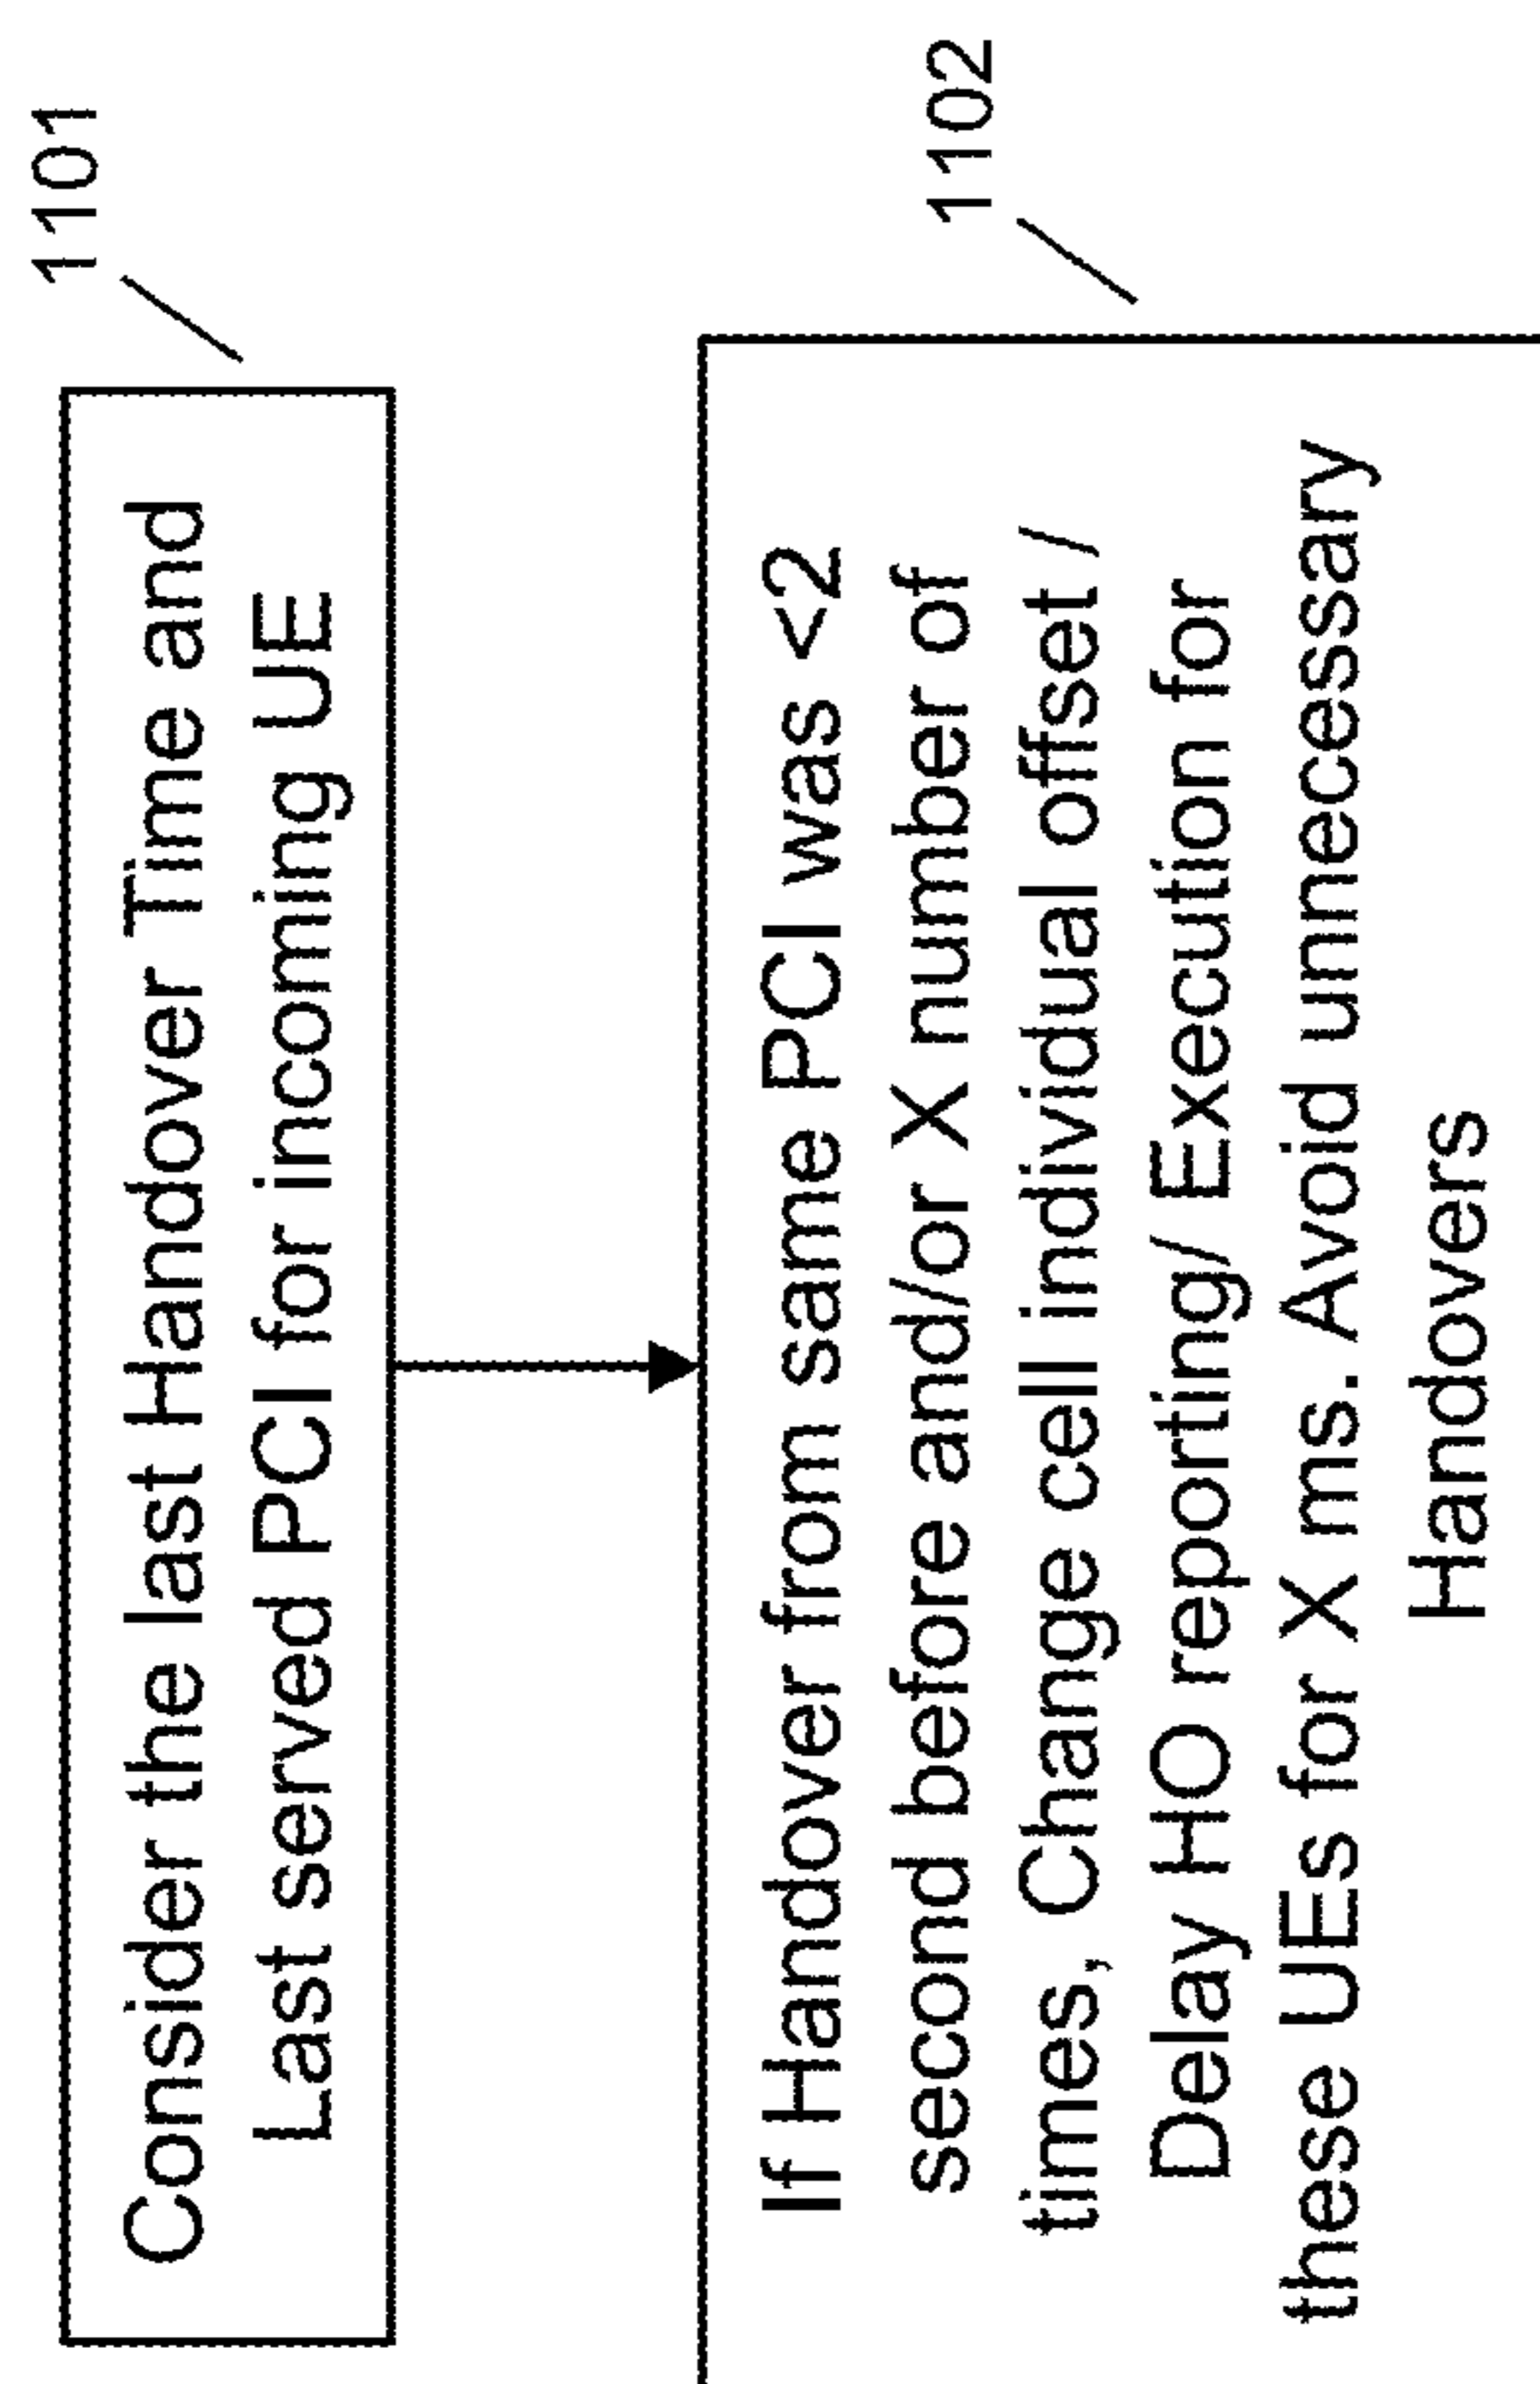 1101
Consider the last Handover Time and
Last served PCI for incoming UE
1102
If Handover from same PCI was <2
second before and/or X number of
times, Change cell individual offset /
Delay HO reporting/ Execution for
these UEs for X ms. Avoid unnecessary
Handovers